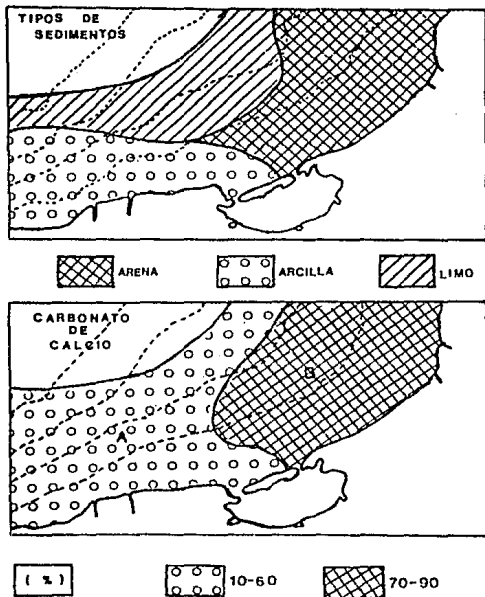 TIPOS DE
SEDIMENTOS
ARENA
ARCILLA
LIMO
CARBONATO
DE
CALCIO
A
B
( % )
10-60
70-90